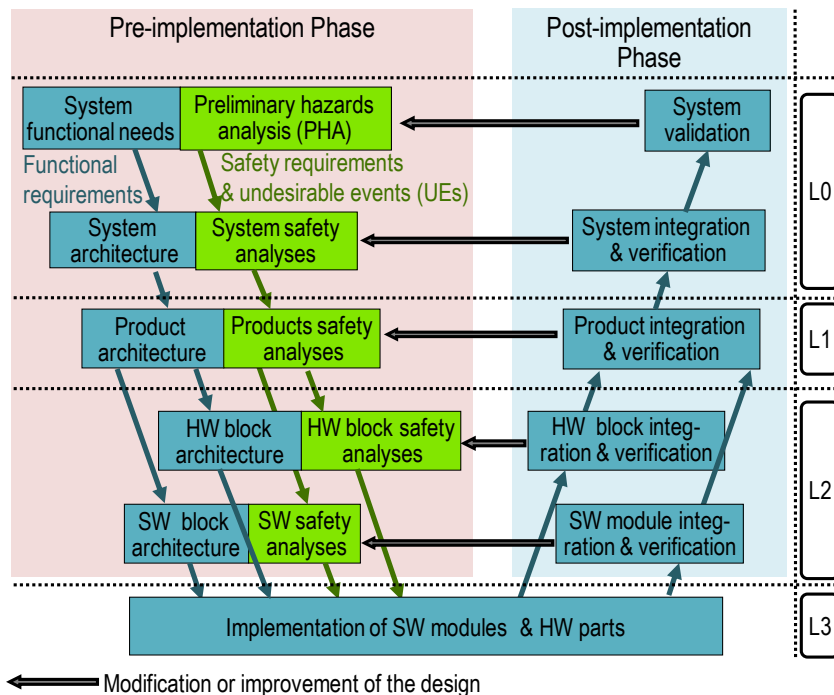 Pre-implementation Phase
Post-implementation
Phase
System
functional needs
Preliminary hazards
analysis (PHA)
System
validation
Functional
requirements
Safety requirements
& undesirable events (UEs)
L0
System
architecture
System safety
analyses
System integration
& verification
Product
architecture
Products safety
analyses
Product integration
& verification
L1
HW block
architecture
HW block safety
analyses
HW block integ-
ration & verification
L2
SW block
architecture
SW safety
analyses
SW module integ-
ration & verification
Implementation of SW modules & HW parts
L3
Modification or improvement of the design